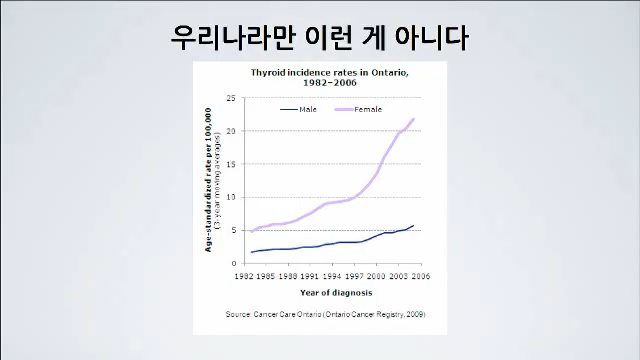 우리나라만 이런 게 아니다
Thyroid incidence rates in Ontario,
1982–2006
Age-standardized rate per 100,000
(3-year moving averages)
25
20
15
10
5
0
Male
Female
1982 1985 1988 1991 1994 1997 2000 2003 2006
Year of diagnosis
Source: Cancer Care Ontario (Ontario Cancer Registry, 2009)